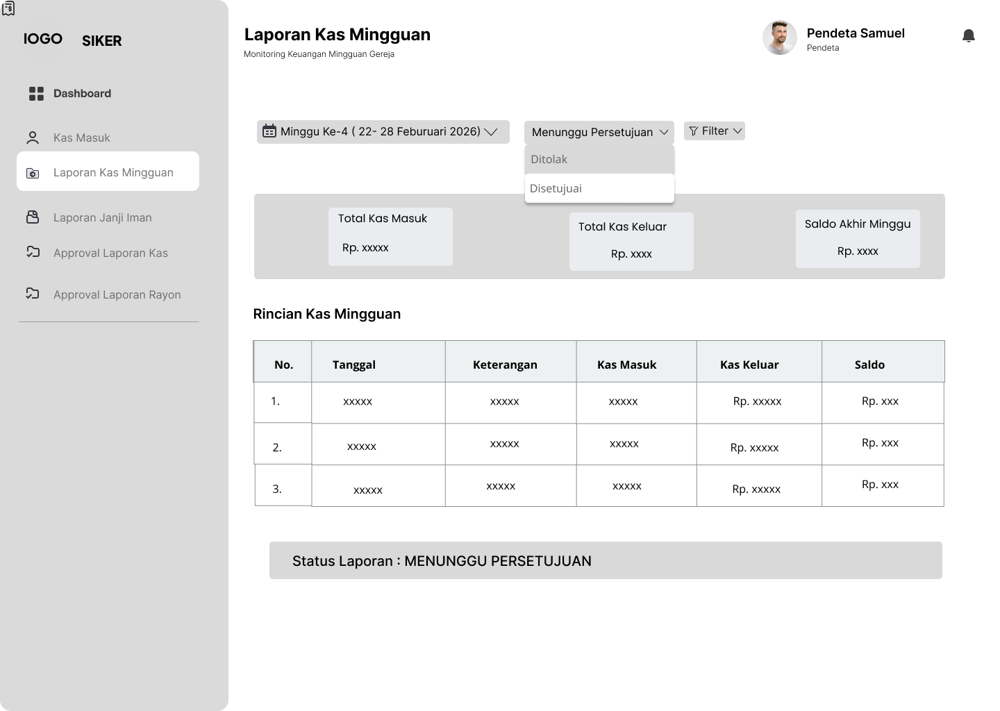 lOGO SIKER
Dashboard
Kas Masuk
Laporan Kas Mingguan
Laporan Janji Iman
Approval Laporan Kas
Approval Laporan Rayon
Laporan Kas Mingguan
Monitoring Keuangan Mingguan Gereja
Pendeta Samuel
Pendeta
Minggu Ke-4 ( 22- 28 Feburuari 2026)
Menunggu Persetujuan
Filter
Ditolak
Disetujuai
Total Kas Masuk
Rp. xxxxx
Total Kas Keluar
Rp. xxxx
Saldo Akhir Minggu
Rp. xxxx
Rincian Kas Mingguan
No. Tanggal Keterangan Kas Masuk Kas Keluar Saldo
1. xxxxx xxxxx xxxxx Rp. xxxxx Rp. xxx
2. xxxxx xxxxx xxxxx Rp. xxxxx Rp. xxx
3. xxxxx xxxxx xxxxx Rp. xxxxx Rp. xxx
Status Laporan : MENUNGGU PERSETUJUAN